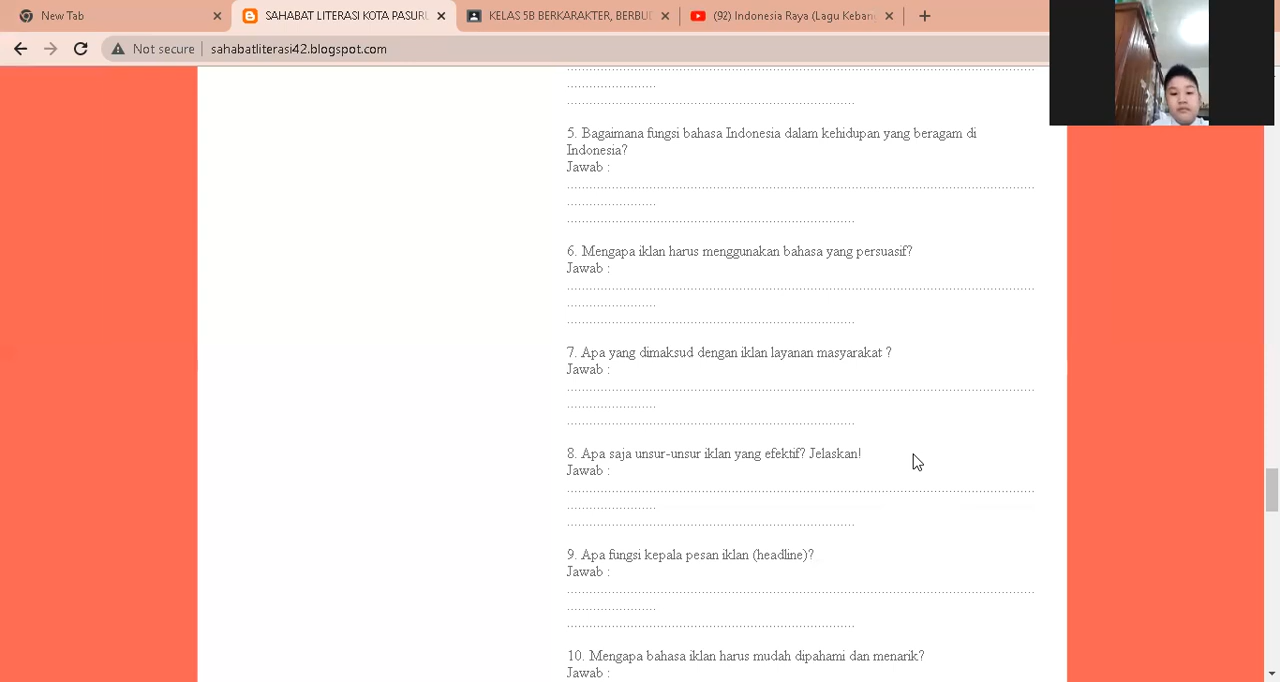 New Tab
SAHABAT LITERASI KOTA PASURU
KELAS 5B BERKARAKTER, BERBUD
(92) Indonesia Raya (Lagu Keban
Not secure
sahabatliterasi42.blogspot.com
5. Bagaimana fungsi bahasa Indonesia dalam kehidupan yang beragam di
Indonesia?
Jawab :
6. Mengapa iklan harus menggunakan bahasa yang persuasif?
Jawab :
7. Apa yang dimaksud dengan iklan layanan masyarakat ?
Jawab :
8. Apa saja unsur-unsur iklan yang efektif? Jelaskan!
Jawab :
9. Apa fungsi kepala pesan iklan (headline)?
Jawab :
10. Mengapa bahasa iklan harus mudah dipahami dan menarik?
Jawab :